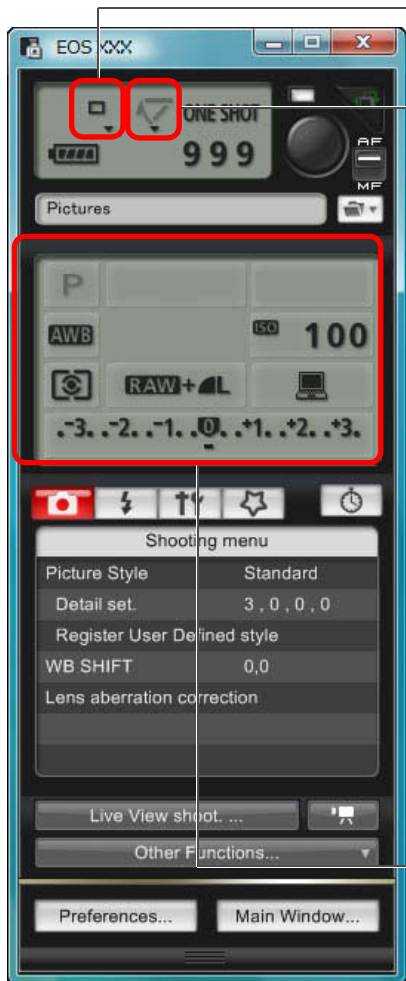 EOS XXX
ONE SHOT
999
AF
MF
Pictures
P
AWB
ISO 100
RAW+L
.-3. .-2. .-1. .0. .+1. .+2. .+3.
Shooting menu
Picture Style Standard
Detail set. 3 , 0 , 0 , 0
Register User Defined style
WB SHIFT 0,0
Lens aberration correction
Live View shoot. ...
Other Functions...
Preferences... Main Window...